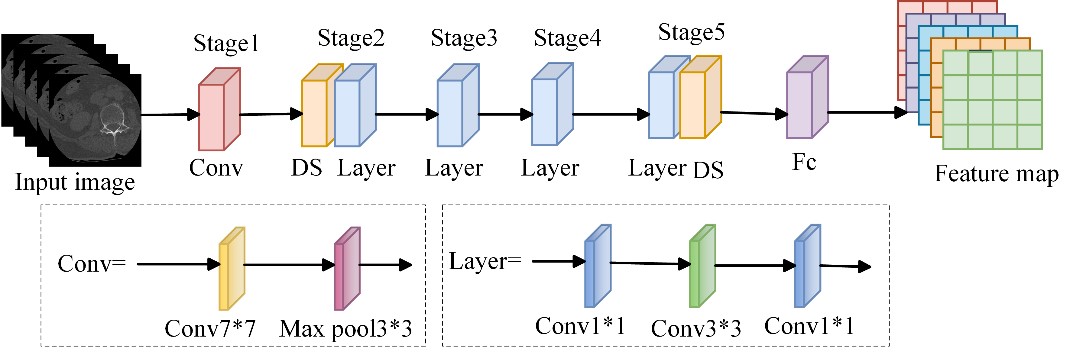 Stage1 Stage2 Stage3 Stage4 Stage5
Conv DS Layer Layer Layer Layer DS Fc
Input image Feature map
Conv= Layer=
Conv7*7 Max pool3*3 Conv1*1 Conv3*3 Conv1*1